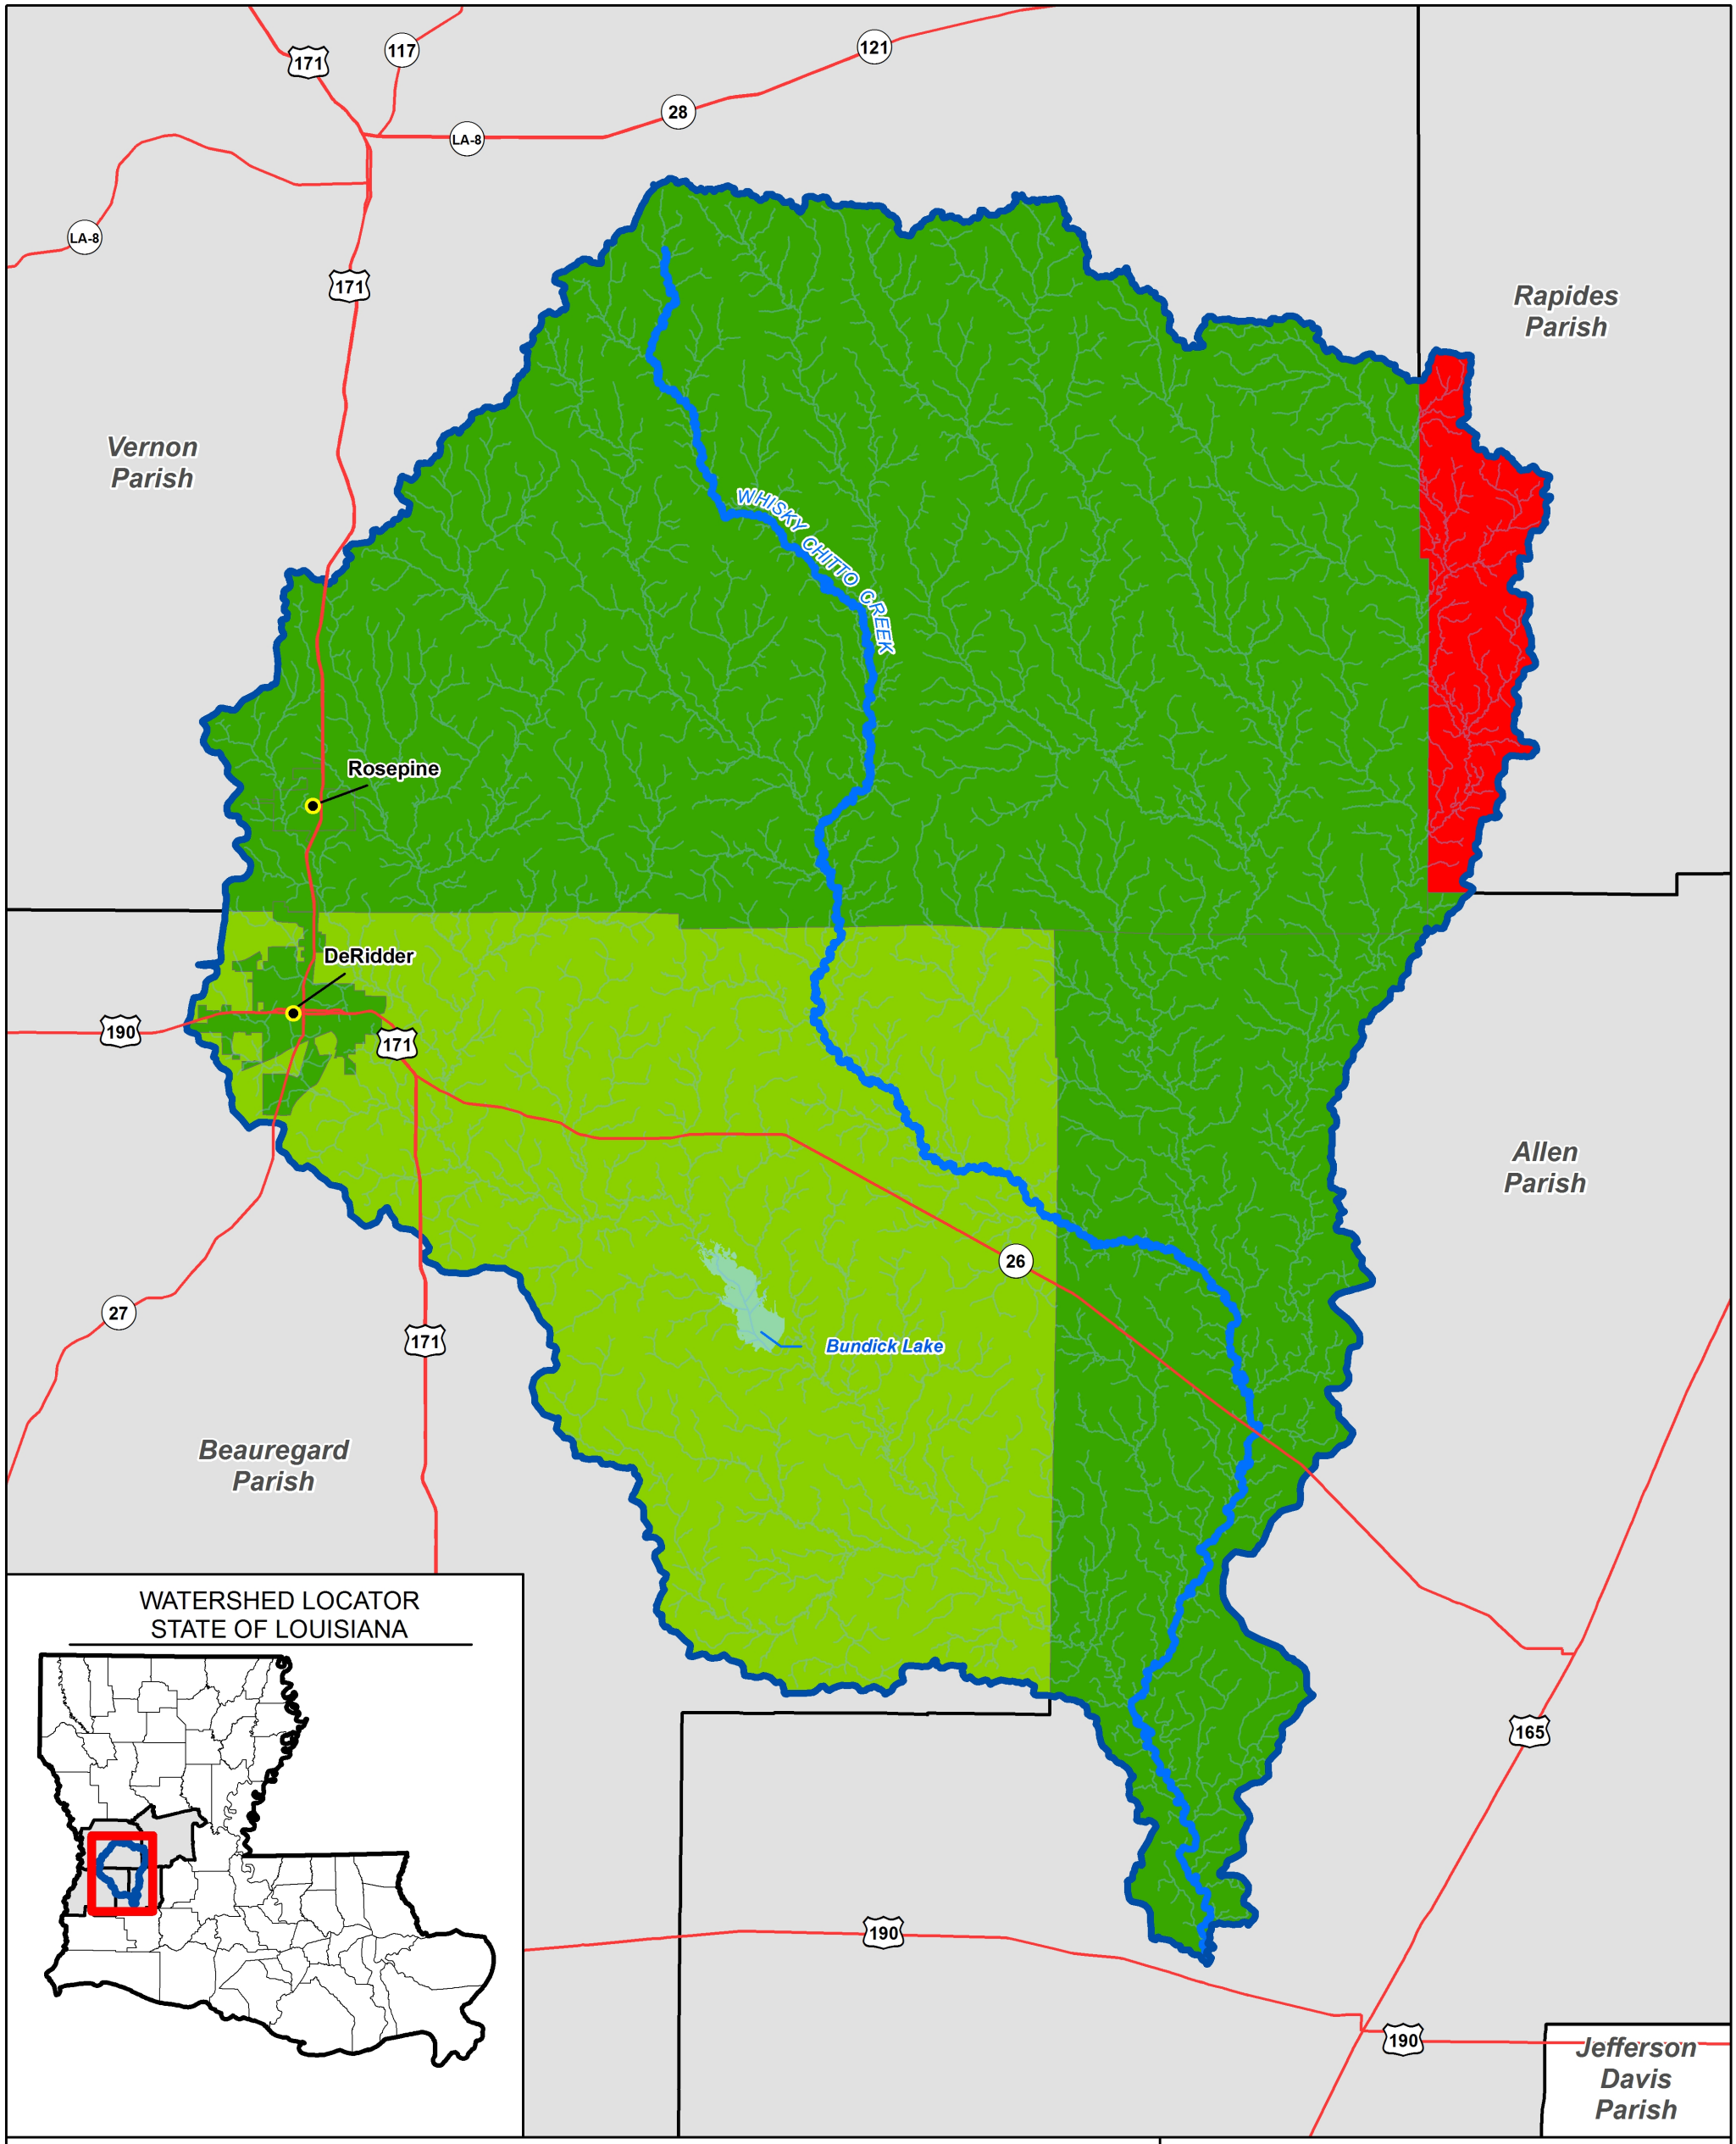 171
117
121
28
LA-8
LA-8
171
Rapides
Parish
Vernon
Parish
WHISKY CHITTO CREEK
Rosepine
DeRidder
190
171
Allen
Parish
26
27
171
Bundick Lake
Beauregard
Parish
WATERSHED LOCATOR
STATE OF LOUISIANA
165
190
190
Jefferson
Davis
Parish